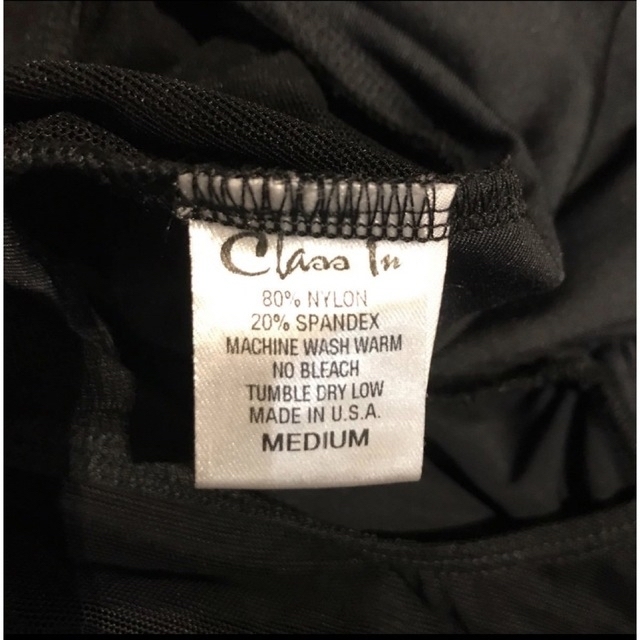 Class In
80% NYLON
20% SPANDEX
MACHINE WASH WARM
NO BLEACH
TUMBLE DRY LOW
MADE IN U.S.A.
MEDIUM